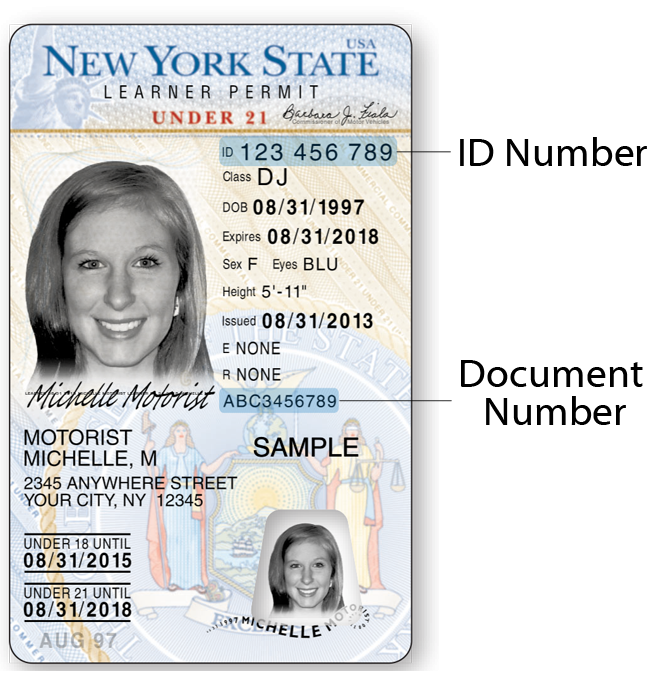 USA
NEW YORK STATE
LEARNER PERMIT
UNDER 21 Barbara J. Fiala
Commissioner of Motor Vehicles
ID 123 456 789 ID Number
Class DJ
DOB 08/31/1997
Expires 08/31/2018
Sex F Eyes BLU
Height 5'-11"
Issued 08/31/2013
E NONE
R NONE
Michelle Motorist
ABC3456789 Document
Number
MOTORIST
MICHELLE, M
SAMPLE
2345 ANYWHERE STREET
YOUR CITY, NY 12345
UNDER 18 UNTIL
08/31/2015
UNDER 21 UNTIL
08/31/2018
MICHELLE MOTORIST
AUG 97